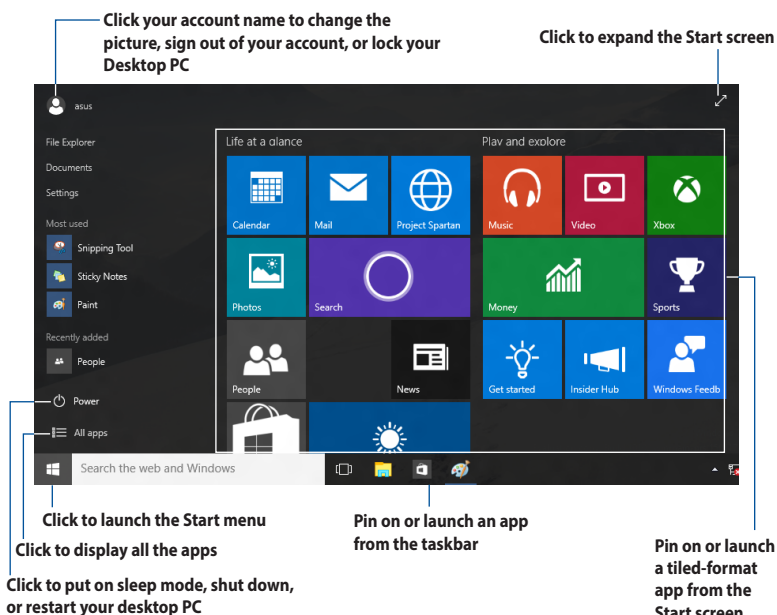 Click your account name to change the
picture, sign out of your account, or lock your
Desktop PC
Click to expand the Start screen
asus
File Explorer
Documents
Settings
Most used
Snipping Tool
Sticky Notes
Paint
Recently added
People
Power
All apps
Life at a glance
Calendar
Mail
Project Spartan
Photos
Search
People
News
Play and explore
Music
Video
Xbox
Money
Sports
Get started
Insider Hub
Windows Feedb
Search the web and Windows
Click to launch the Start menu
Click to display all the apps
Click to put on sleep mode, shut down,
or restart your desktop PC
Pin on or launch an app
from the taskbar
Pin on or launch
a tiled-format
app from the
Start screen